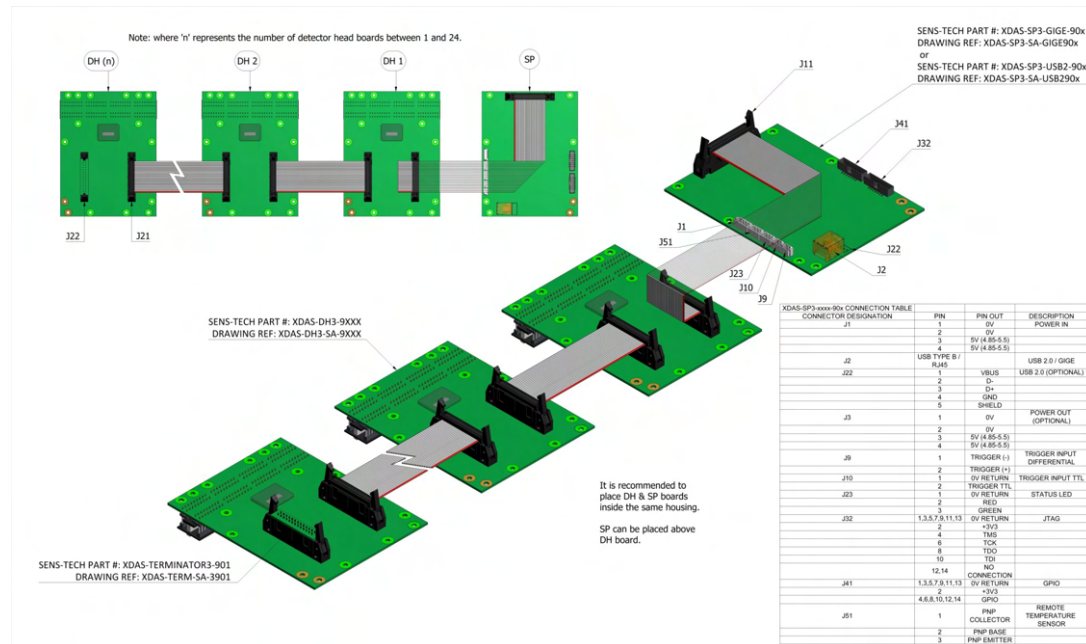 Note: where 'n' represents the number of detector head boards between 1 and 24.
DH (n)
DH 2
DH 1
SP
J22
J21
SENS-TECH PART #: XDAS-SP3-GIGE-90x
DRAWING REF: XDAS-SP3-SA-GIGE90x
or
SENS-TECH PART #: XDAS-SP3-USB2-90x
DRAWING REF: XDAS-SP3-SA-USB290x
J11
J41
J32
J1
J51
J23
J10
J9
J22
J2
SENS-TECH PART #: XDAS-DH3-9XXX
DRAWING REF: XDAS-DH3-SA-9XXX
SENS-TECH PART #: XDAS-TERMINATOR3-901
DRAWING REF: XDAS-TERM-SA-3901
It is recommended to
place DH & SP boards
inside the same housing.
SP can be placed above
DH board.
XDAS-SP3-xxxx-90x CONNECTION TABLE
CONNECTOR DESIGNATION PIN PIN OUT DESCRIPTION
J1 1 0V POWER IN
2 0V
3 5V (4.85-5.5)
4 5V (4.85-5.5)
J2 USB TYPE B / RJ45 USB 2.0 / GIGE
J22 1 VBUS USB 2.0 (OPTIONAL)
2 D-
3 D+
4 GND
5 SHIELD
J3 1 0V POWER OUT (OPTIONAL)
2 0V
3 5V (4.85-5.5)
4 5V (4.85-5.5)
J9 1 TRIGGER (-) TRIGGER INPUT DIFFERENTIAL
2 TRIGGER (+)
J10 1 0V RETURN TRIGGER INPUT TTL
2 TRIGGER TTL
J23 1 0V RETURN STATUS LED
2 RED
3 GREEN
J32 1,3,5,7,9,11,13 0V RETURN JTAG
2 +3V3
4 TMS
6 TCK
8 TDO
10 TDI
12,14 NO CONNECTION
J41 1,3,5,7,9,11,13 0V RETURN GPIO
2 +3V3
4,6,8,10,12,14 GPIO
J51 1 PNP COLLECTOR REMOTE TEMPERATURE SENSOR
2 PNP BASE
3 PNP EMITTER